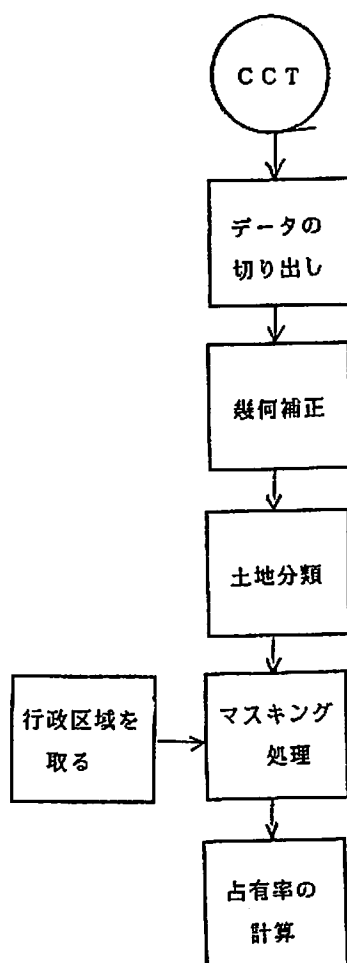 CCT
データの
切り出し
幾何補正
土地分類
行政区域を
取る
マスキング
処理
占有率の
計算